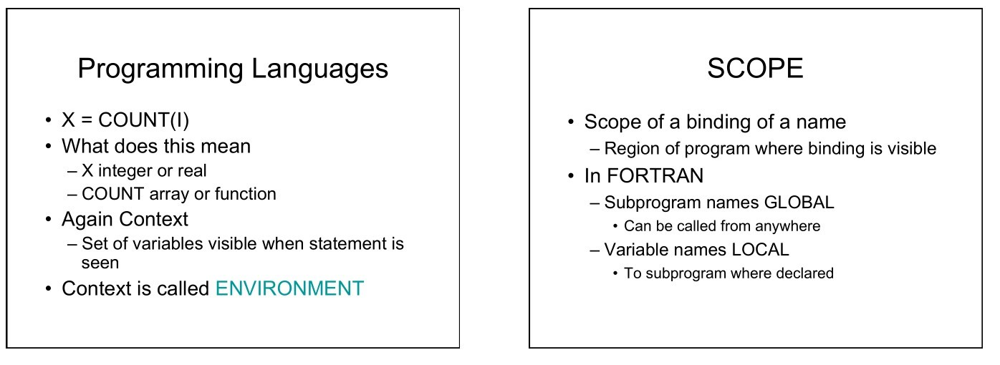 Programming Languages
• X = COUNT(I)
• What does this mean
– X integer or real
– COUNT array or function
• Again Context
– Set of variables visible when statement is
seen
• Context is called ENVIRONMENT
SCOPE
• Scope of a binding of a name
– Region of program where binding is visible
• In FORTRAN
– Subprogram names GLOBAL
• Can be called from anywhere
– Variable names LOCAL
• To subprogram where declared